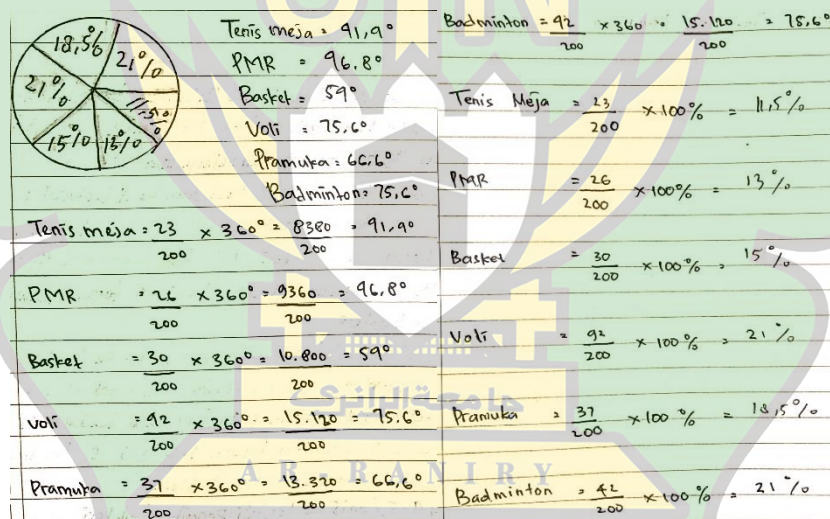 18,5%
21%
21%
11,5%
15%
13%
Tenis meja = 91,9°
PMR = 96,8°
Basket = 59°
Voli = 75,6°
Pramuka = 66,6°
Badminton = 75,6°
Tenis meja = 23/200 × 360° = 8380/200 = 91,9°
PMR = 26/200 × 360° = 9360/200 = 96,8°
Basket = 30/200 × 360° = 10.800/200 = 59°
voli = 92/200 × 360° = 15.120/200 = 75,6°
Pramuka = 37/200 × 360° = 13.320/200 = 66,6°
Badminton = 92/200 × 360 = 15.120/200 = 75,6°
Tenis Meja = 23/200 × 100% = 11,5%
PMR = 26/200 × 100% = 13%
Basket = 30/200 × 100% = 15%
Voli = 92/200 × 100% = 21%
Pramuka = 37/200 × 100% = 18,5%
Badminton = 42/200 × 100% = 21%
جامعة الرانري
AR-RANIRY